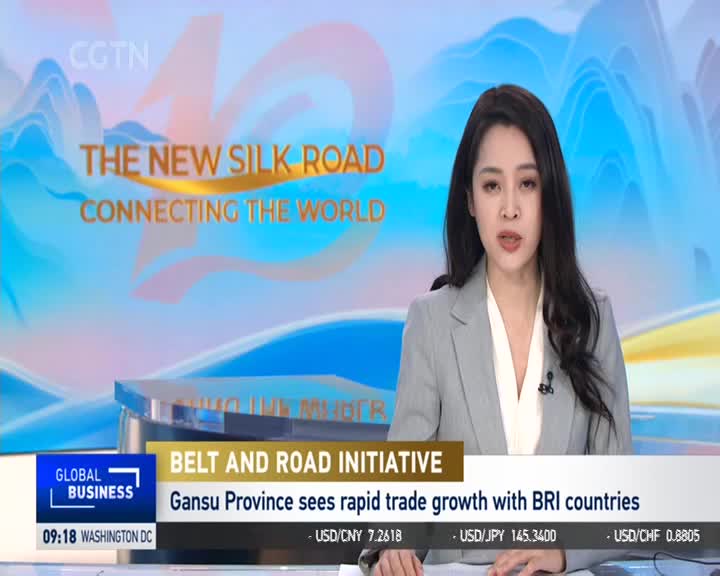 CGTN
10
THE NEW SILK ROAD
CONNECTING THE WORLD
BELT AND ROAD INITIATIVE
GLOBAL BUSINESS
Gansu Province sees rapid trade growth with BRI countries
09:18 WASHINGTON DC
· USD/CNY 7.2618 · USD/JPY 145.3400 · USD/CHF 0.8805